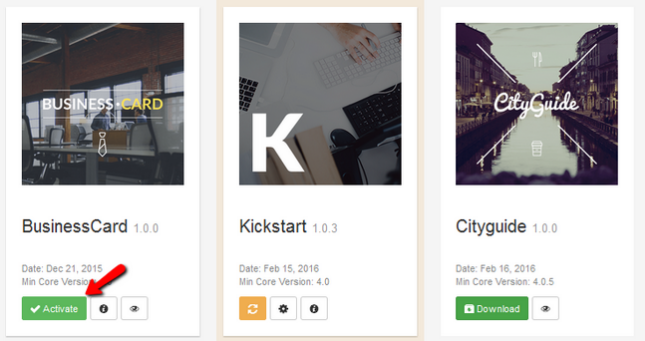 BUSINESS•CARD
BusinessCard 1.0.0
Date: Dec 21, 2015
Min Core Version:
Activate
K
Kickstart 1.0.3
Date: Feb 15, 2016
Min Core Version: 4.0
CityGuide
Cityguide 1.0.0
Date: Feb 16, 2016
Min Core Version: 4.0.5
Download